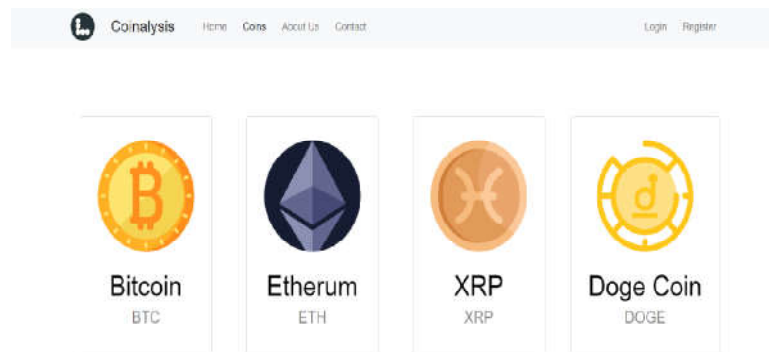 Coinalysis Home Coins About Us Contact Login Register
Bitcoin Etherum XRP Doge Coin
BTC ETH XRP DOGE